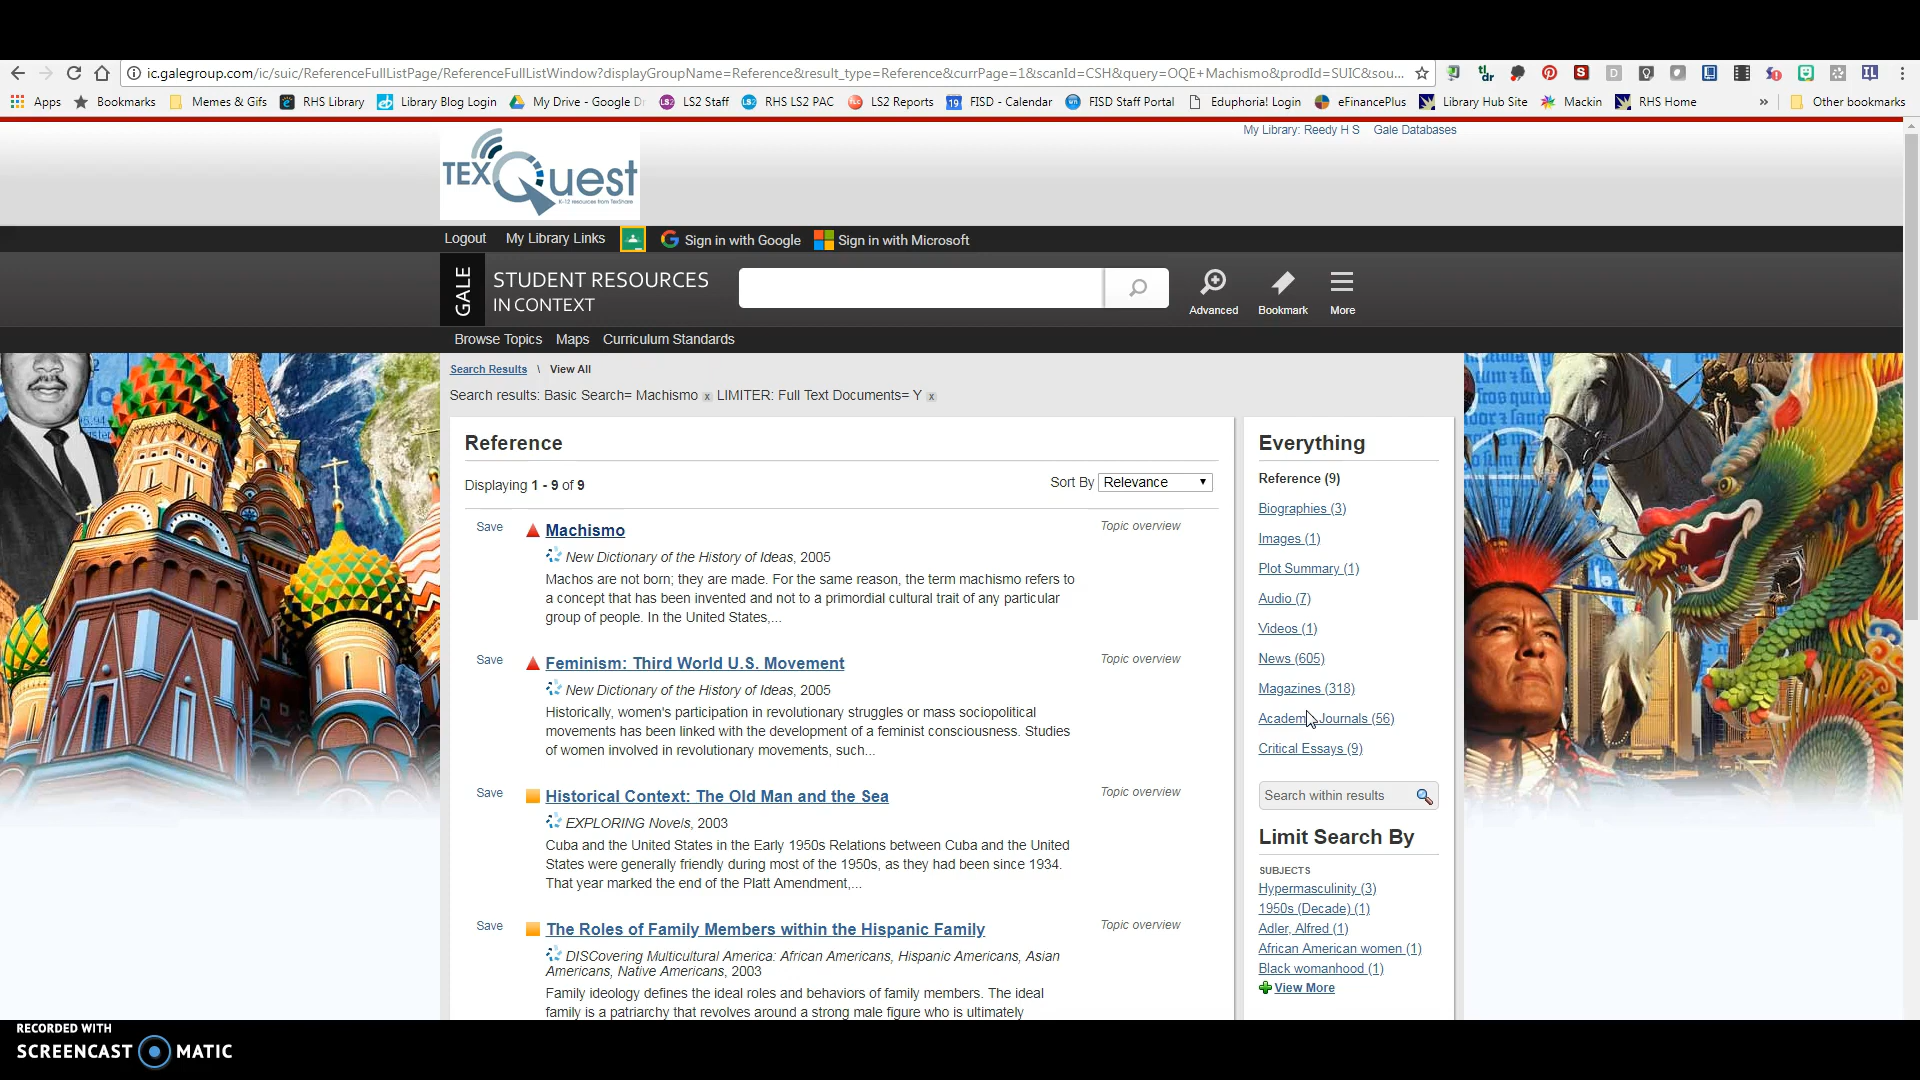 ic.galegroup.com/ic/suic/ReferenceFullListPage/ReferenceFullListWindow?displayGroupName=Reference&result_type=Reference&currPage=1&scanId=CSH&query=OQE+Machismo&prodId=SUIC&sou...
Apps Bookmarks Memes & Gifs RHS Library Library Blog Login My Drive - Google Dr LS2 Staff RHS LS2 PAC LS2 Reports FISD - Calendar FISD Staff Portal Eduphoria! Login eFinancePlus Library Hub Site Mackin RHS Home » Other bookmarks
My Library: Reedy H S Gale Databases
TEXQuest
K-12 resources from TexShare
Logout My Library Links Sign in with Google Sign in with Microsoft
GALE
STUDENT RESOURCES
IN CONTEXT
Advanced Bookmark More
Browse Topics Maps Curriculum Standards
Search Results \ View All
Search results: Basic Search= Machismo x LIMITER: Full Text Documents= Y x
Reference
Displaying 1 - 9 of 9
Sort By Relevance
Save Machismo Topic overview
New Dictionary of the History of Ideas, 2005
Machos are not born; they are made. For the same reason, the term machismo refers to
a concept that has been invented and not to a primordial cultural trait of any particular
group of people. In the United States,...
Save Feminism: Third World U.S. Movement Topic overview
New Dictionary of the History of Ideas, 2005
Historically, women's participation in revolutionary struggles or mass sociopolitical
movements has been linked with the development of a feminist consciousness. Studies
of women involved in revolutionary movements, such...
Save Historical Context: The Old Man and the Sea Topic overview
EXPLORING Novels, 2003
Cuba and the United States in the Early 1950s Relations between Cuba and the United
States were generally friendly during most of the 1950s, as they had been since 1934.
That year marked the end of the Platt Amendment,...
Save The Roles of Family Members within the Hispanic Family Topic overview
DISCovering Multicultural America: African Americans, Hispanic Americans, Asian
Americans, Native Americans, 2003
Family ideology defines the ideal roles and behaviors of family members. The ideal
family is a patriarchy that revolves around a strong male figure who is ultimately
Everything
Reference (9)
Biographies (3)
Images (1)
Plot Summary (1)
Audio (7)
Videos (1)
News (605)
Magazines (318)
Academ Journals (56)
Critical Essays (9)
Search within results
Limit Search By
SUBJECTS
Hypermasculinity (3)
1950s (Decade) (1)
Adler, Alfred (1)
African American women (1)
Black womanhood (1)
View More
RECORDED WITH
SCREENCAST MATIC